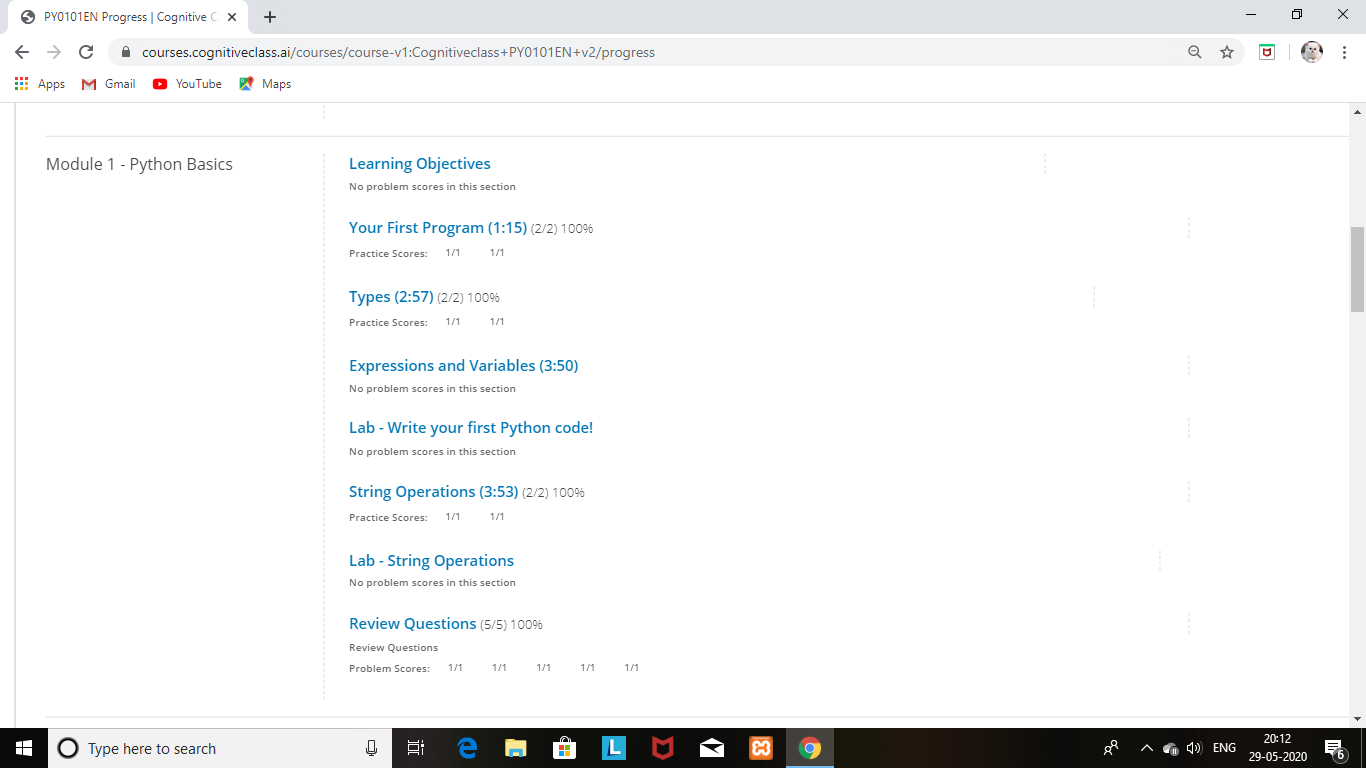 PY0101EN Progress | Cognitive C
courses.cognitiveclass.ai/courses/course-v1:Cognitiveclass+PY0101EN+v2/progress
Apps Gmail YouTube Maps
Module 1 - Python Basics
Learning Objectives
No problem scores in this section
Your First Program (1:15) (2/2) 100%
Practice Scores: 1/1 1/1
Types (2:57) (2/2) 100%
Practice Scores: 1/1 1/1
Expressions and Variables (3:50)
No problem scores in this section
Lab - Write your first Python code!
No problem scores in this section
String Operations (3:53) (2/2) 100%
Practice Scores: 1/1 1/1
Lab - String Operations
No problem scores in this section
Review Questions (5/5) 100%
Review Questions
Problem Scores: 1/1 1/1 1/1 1/1 1/1
Type here to search
L
ENG
20:12
29-05-2020
6